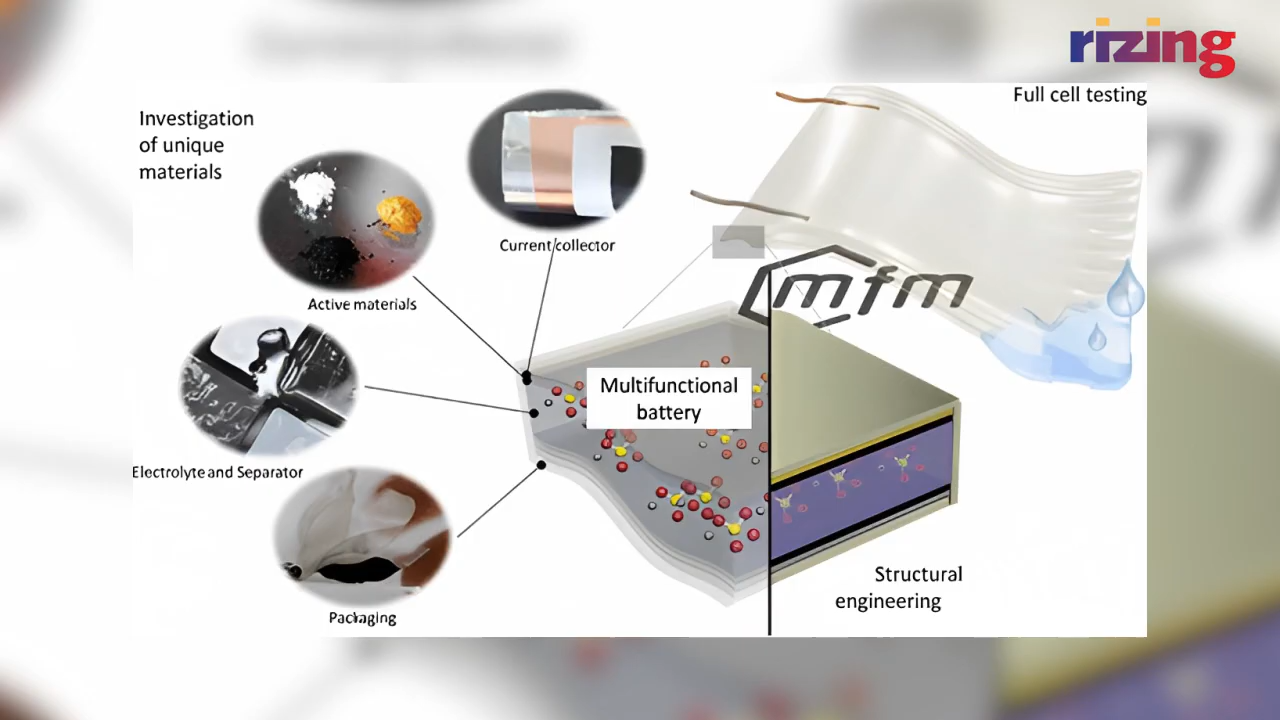 rizing
Full cell testing
Investigation
of unique
materials
Current collector
Active materials
mfm
Multifunctional
battery
Electrolyte and Separator
Structural
engineering
Packaging